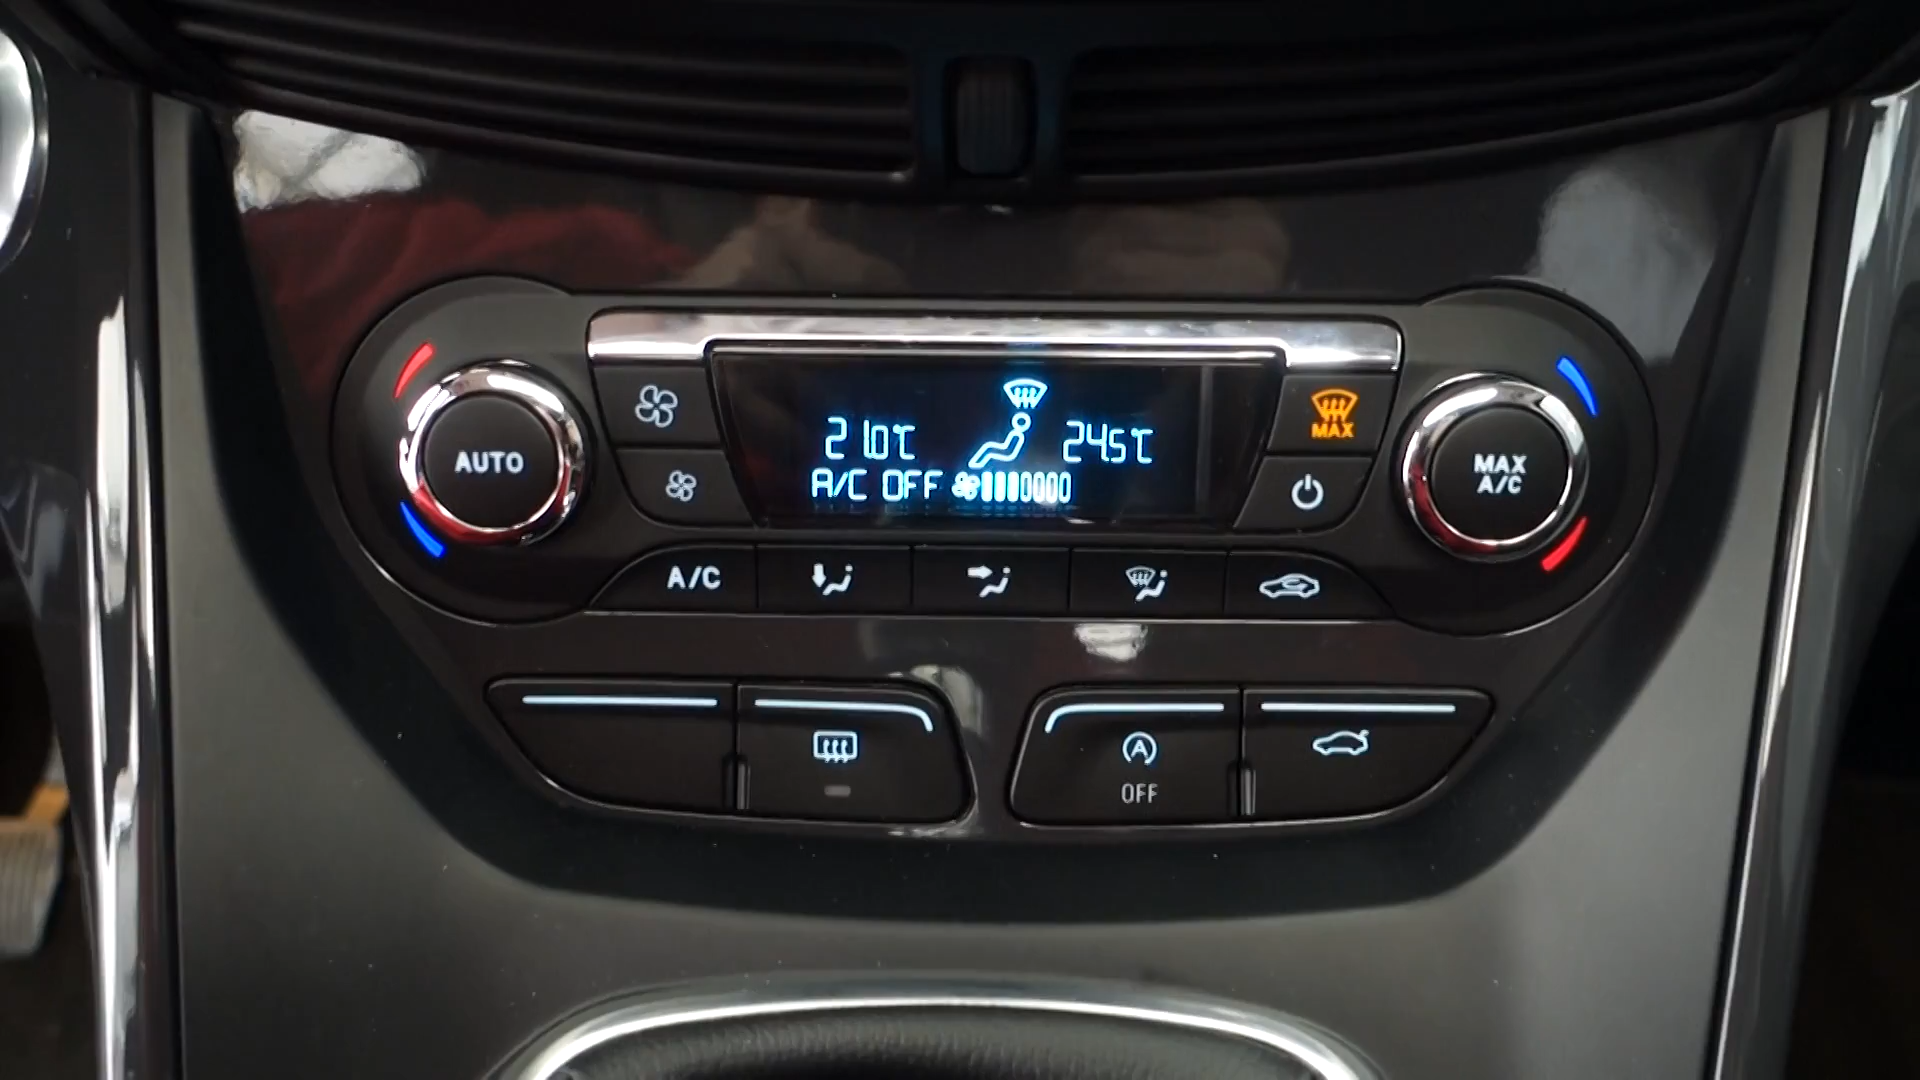 AUTO
21.0°C
24.5°C
A/C OFF
MAX
MAX
A/C
A/C
A
OFF